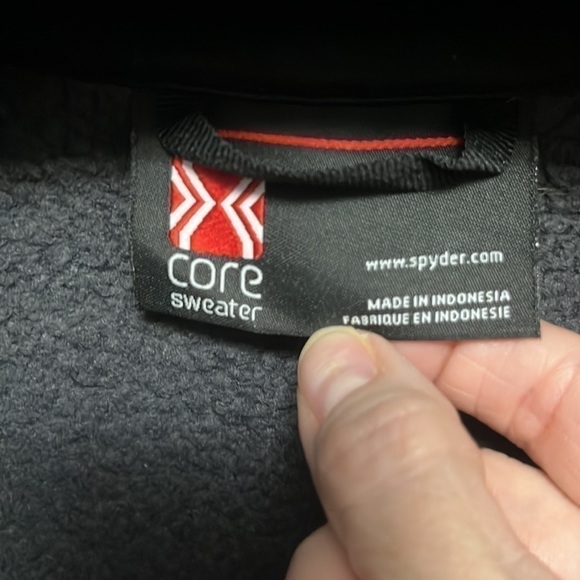 core
sweater
www.spyder.com
MADE IN INDONESIA
FABRIQUE EN INDONESIE